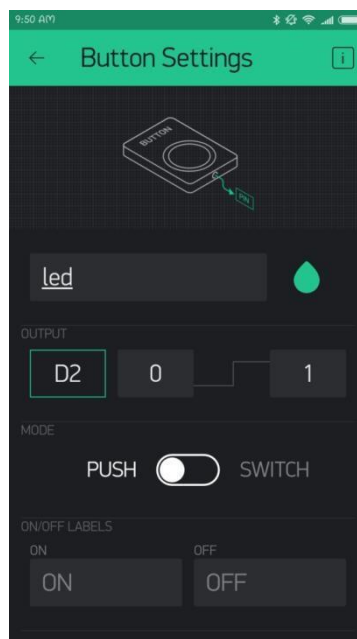 9:50 AM
Button Settings
i
BUTTON
PIN
led
OUTPUT
D2 0 1
MODE
PUSH SWITCH
ON/OFF LABELS
ON OFF
ON OFF